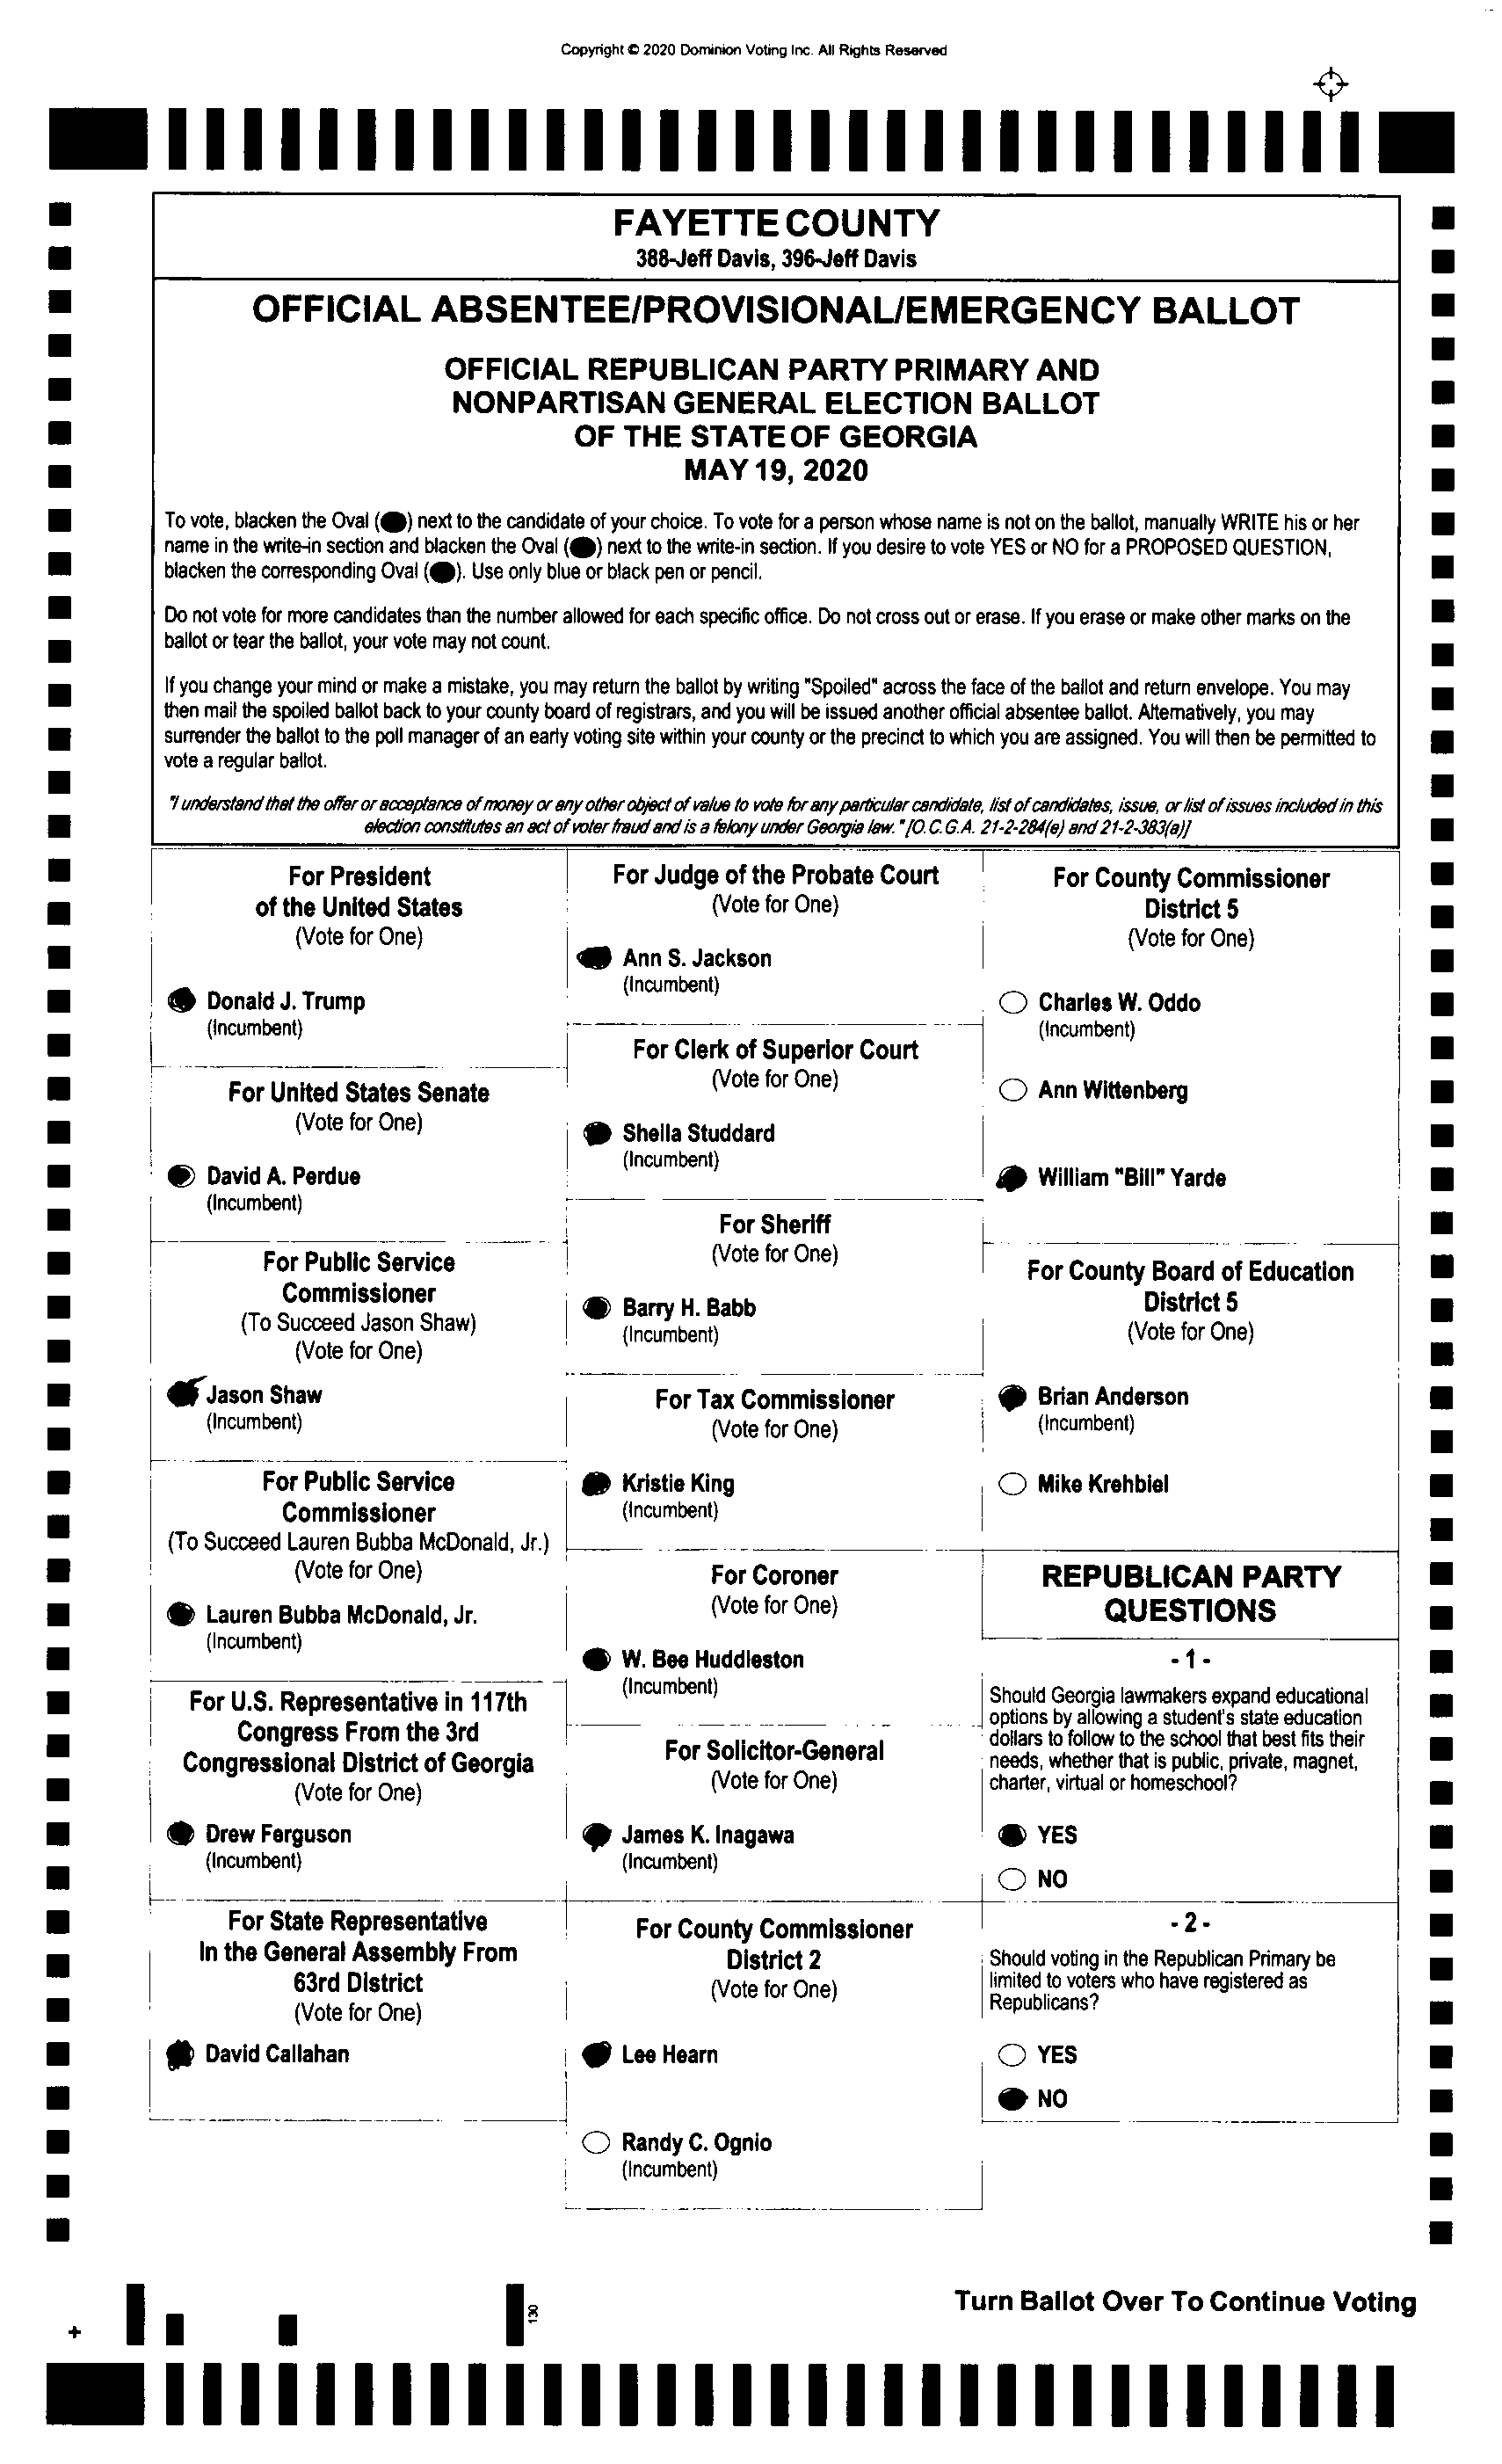 Copyright © 2020 Dominion Voting Inc. All Rights Reserved
FAYETTE COUNTY
388-Jeff Davis, 396-Jeff Davis
OFFICIAL ABSENTEE/PROVISIONAL/EMERGENCY BALLOT
OFFICIAL REPUBLICAN PARTY PRIMARY AND
NONPARTISAN GENERAL ELECTION BALLOT
OF THE STATE OF GEORGIA
MAY 19, 2020
To vote, blacken the Oval (⬬) next to the candidate of your choice. To vote for a person whose name is not on the ballot, manually WRITE his or her
name in the write-in section and blacken the Oval (⬬) next to the write-in section. If you desire to vote YES or NO for a PROPOSED QUESTION,
blacken the corresponding Oval (⬬). Use only blue or black pen or pencil.
Do not vote for more candidates than the number allowed for each specific office. Do not cross out or erase. If you erase or make other marks on the
ballot or tear the ballot, your vote may not count.
If you change your mind or make a mistake, you may return the ballot by writing "Spoiled" across the face of the ballot and return envelope. You may
then mail the spoiled ballot back to your county board of registrars, and you will be issued another official absentee ballot. Alternatively, you may
surrender the ballot to the poll manager of an early voting site within your county or the precinct to which you are assigned. You will then be permitted to
vote a regular ballot.
"I understand that the offer or acceptance of money or any other object of value to vote for any particular candidate, list of candidates, issue, or list of issues included in this
election constitutes an act of voter fraud and is a felony under Georgia law." [O.C.G.A. 21-2-284(e) and 21-2-383(a)]
For President
of the United States
(Vote for One)
Donald J. Trump
(Incumbent)
For United States Senate
(Vote for One)
David A. Perdue
(Incumbent)
For Public Service
Commissioner
(To Succeed Jason Shaw)
(Vote for One)
Jason Shaw
(Incumbent)
For Public Service
Commissioner
(To Succeed Lauren Bubba McDonald, Jr.)
(Vote for One)
Lauren Bubba McDonald, Jr.
(Incumbent)
For U.S. Representative in 117th
Congress From the 3rd
Congressional District of Georgia
(Vote for One)
Drew Ferguson
(Incumbent)
For State Representative
In the General Assembly From
63rd District
(Vote for One)
David Callahan
For Judge of the Probate Court
(Vote for One)
Ann S. Jackson
(Incumbent)
For Clerk of Superior Court
(Vote for One)
Sheila Studdard
(Incumbent)
For Sheriff
(Vote for One)
Barry H. Babb
(Incumbent)
For Tax Commissioner
(Vote for One)
Kristie King
(Incumbent)
For Coroner
(Vote for One)
W. Bee Huddleston
(Incumbent)
For Solicitor-General
(Vote for One)
James K. Inagawa
(Incumbent)
For County Commissioner
District 2
(Vote for One)
Lee Hearn
Randy C. Ognio
(Incumbent)
For County Commissioner
District 5
(Vote for One)
Charles W. Oddo
(Incumbent)
Ann Wittenberg
William "Bill" Yarde
For County Board of Education
District 5
(Vote for One)
Brian Anderson
(Incumbent)
Mike Krehbiel
REPUBLICAN PARTY
QUESTIONS
- 1 -
Should Georgia lawmakers expand educational
options by allowing a student's state education
dollars to follow to the school that best fits their
needs, whether that is public, private, magnet,
charter, virtual or homeschool?
YES
NO
- 2 -
Should voting in the Republican Primary be
limited to voters who have registered as
Republicans?
YES
NO
Turn Ballot Over To Continue Voting
130
+